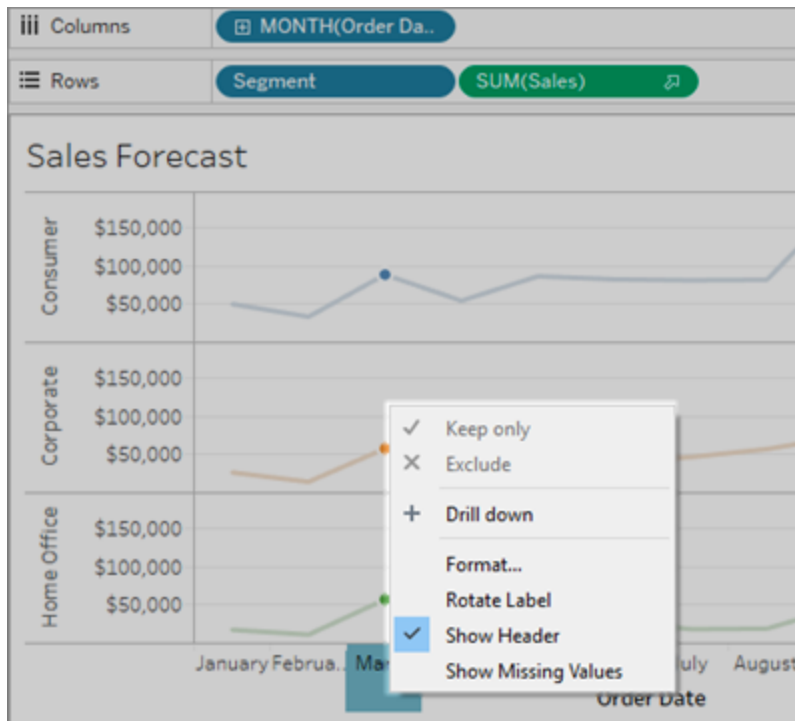 Columns
MONTH(Order Da..
Rows
Segment
SUM(Sales)
Sales Forecast
Consumer
$150,000
$100,000
$50,000
Corporate
$150,000
$100,000
$50,000
Home Office
$150,000
$100,000
$50,000
Keep only
Exclude
Drill down
Format...
Rotate Label
Show Header
Show Missing Values
January Februa.. Ma uly August
Order Date